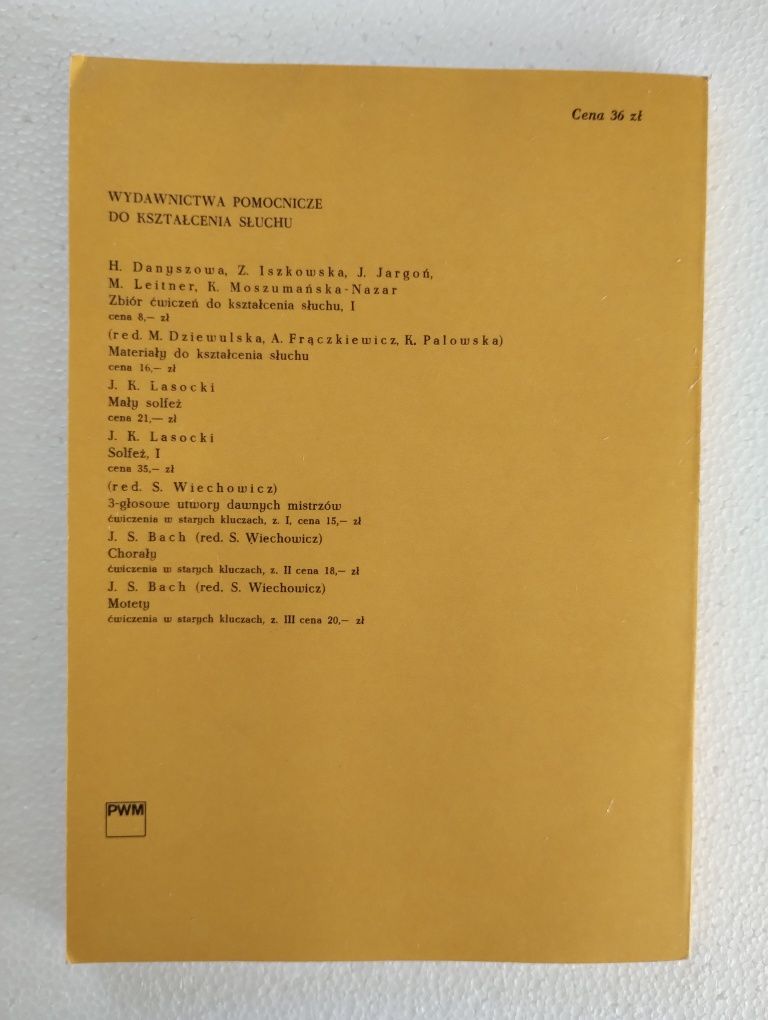 Cena 36 zł
WYDAWNICTWA POMOCNICZE
DO KSZTAŁCENIA SŁUCHU
H. Danyszowa, Z. Iszkowska, J. Jargoń,
M. Leitner, K. Moszumańska-Nazar
Zbiór ćwiczeń do kształcenia słuchu, I
cena 8,— zł
(red. M. Dziewulska, A. Frączkiewicz, K. Palowska)
Materiały do kształcenia słuchu
cena 16,— zł
J. K. Lasocki
Mały solfeż
cena 21,— zł
J. K. Lasocki
Solfeż, I
cena 35,— zł
(red. S. Wiechowicz)
3-głosowe utwory dawnych mistrzów
ćwiczenia w starych kluczach, z. I, cena 15,— zł
J. S. Bach (red. S. Wiechowicz)
Chorały
ćwiczenia w starych kluczach, z. II cena 18,— zł
J. S. Bach (red. S. Wiechowicz)
Motety
ćwiczenia w starych kluczach, z. III cena 20,— zł
PWM